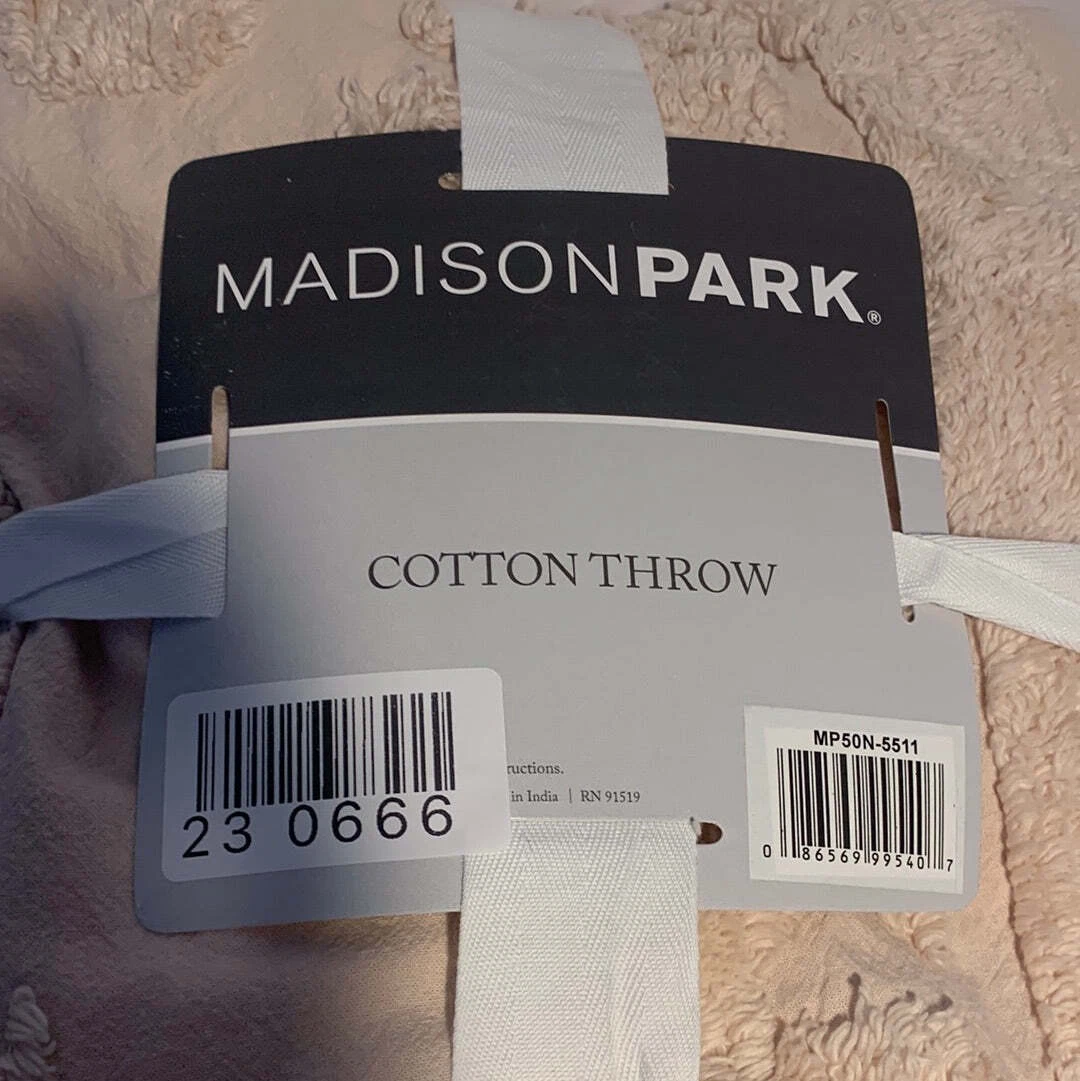 MADISONPARK®
COTTON THROW
23 0666
ructions.
in India | RN 91519
MP50N-5511
0 86569 99540 7